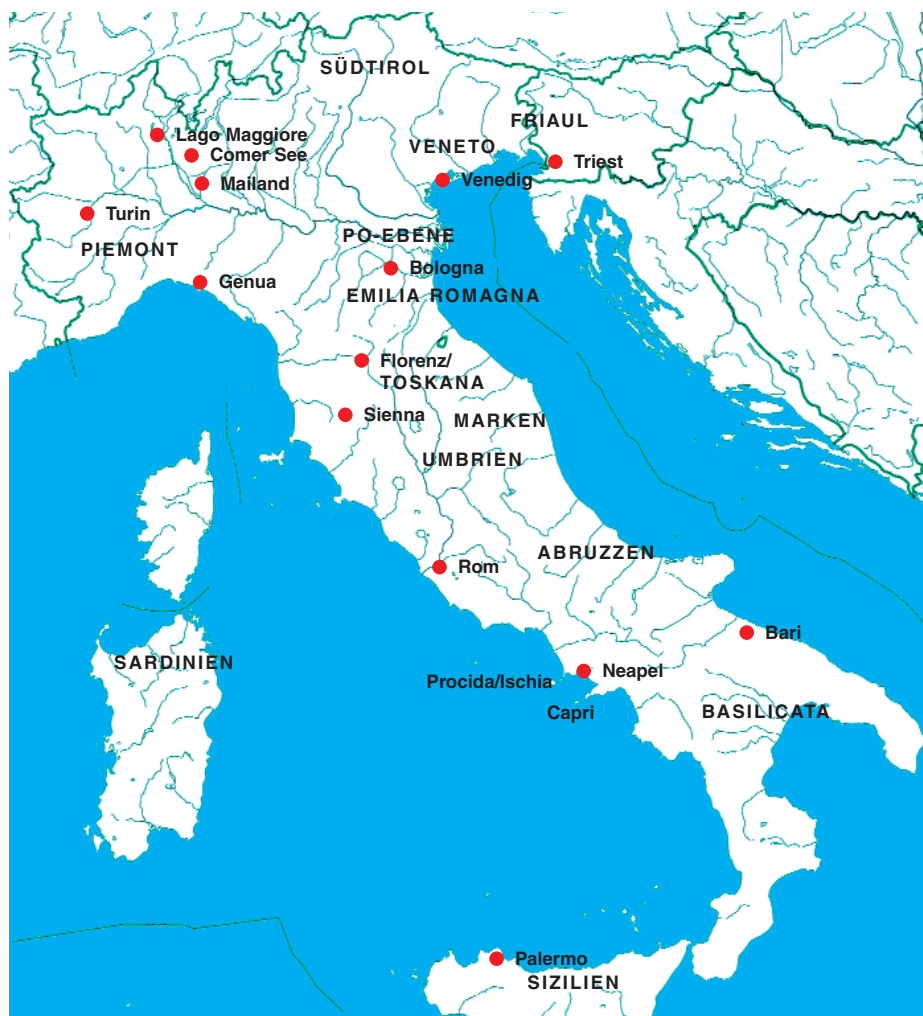 SÜDTIROL
FRIAUL
Lago Maggiore
VENETO
Comer See
Triest
Mailand
Venedig
Turin
PIEMONT
PO-EBENE
Bologna
Genua
EMILIA ROMAGNA
Florenz/
TOSKANA
Sienna
MARKEN
UMBRIEN
ABRUZZEN
Rom
Bari
SARDINIEN
Neapel
Procida/Ischia
Capri
BASILICATA
Palermo
SIZILIEN